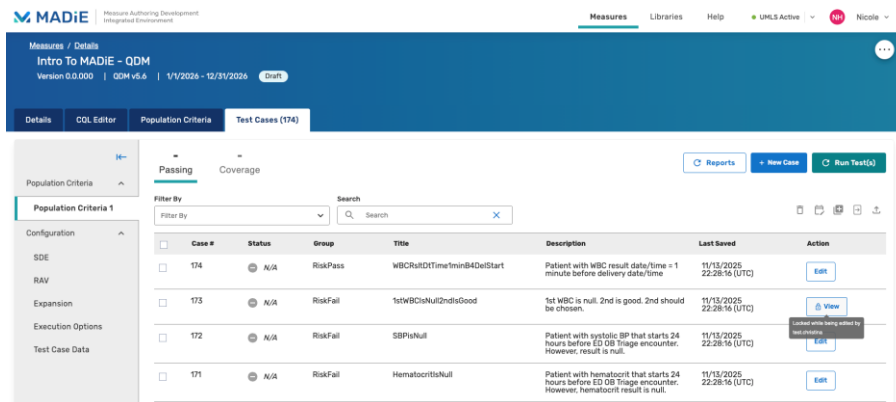 MADiE Measure Authoring Development
Integrated Environment
Measures Libraries Help UMLS Active NH Nicole
Measures / Details
Intro To MADiE - QDM
Version 0.0.000 | QDM v5.6 | 1/1/2026 - 12/31/2026 Draft
Details CQL Editor Population Criteria Test Cases (174)
- -
Passing Coverage
Reports + New Case Run Test(s)
Population Criteria
Population Criteria 1
Configuration
SDE
RAV
Expansion
Execution Options
Test Case Data
Filter By Search
Filter By Search
Case # Status Group Title Description Last Saved Action
174 N/A RiskPass WBCRsltDtTime1minB4DelStart Patient with WBC result date/time = 1 11/13/2025 Edit
minute before delivery date/time 22:28:16 (UTC)
173 N/A RiskFail 1stWBCIsNull2ndIsGood 1st WBC is null. 2nd is good. 2nd should 11/13/2025 View
be chosen. 22:28:16 (UTC)
Locked while being edited by
test.christina
172 N/A RiskFail SBPisNull Patient with systolic BP that starts 24 11/13/2025 Edit
hours before ED OB Triage encounter. 22:28:16 (UTC)
However, result is null.
171 N/A RiskFail HematocritIsNull Patient with hematocrit that starts 24 11/13/2025 Edit
hours before ED OB Triage encounter. 22:28:16 (UTC)
However, hematocrit result is null.